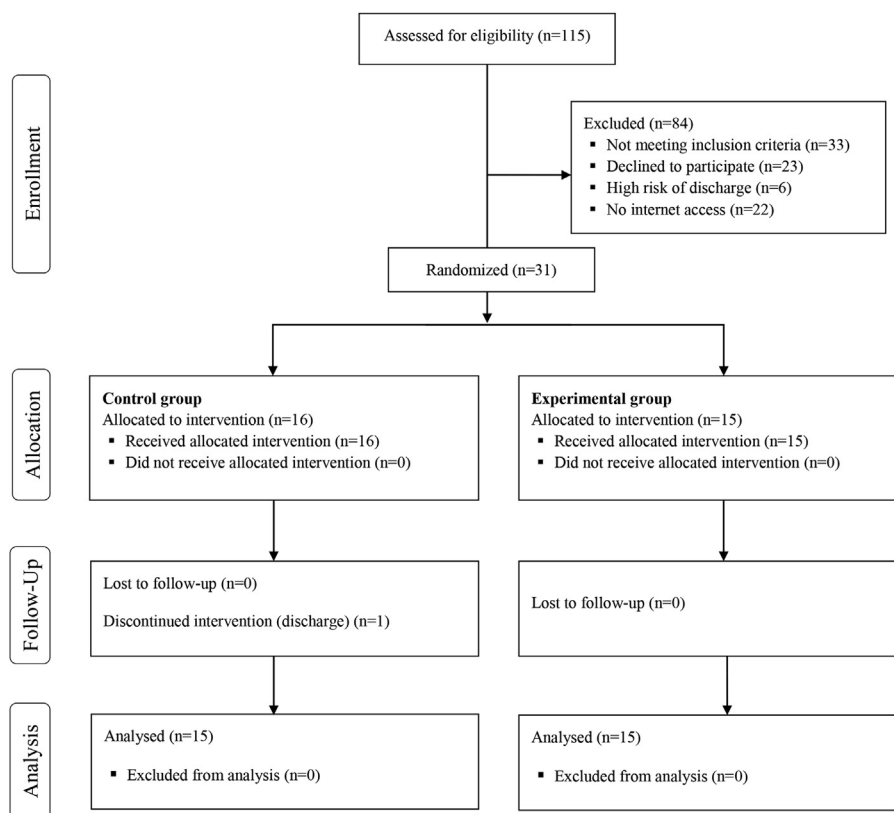 Assessed for eligibility (n=115)
Enrollment
Excluded (n=84)
▪ Not meeting inclusion criteria (n=33)
▪ Declined to participate (n=23)
▪ High risk of discharge (n=6)
▪ No internet access (n=22)
Randomized (n=31)
Allocation
Control group
Allocated to intervention (n=16)
▪ Received allocated intervention (n=16)
▪ Did not receive allocated intervention (n=0)
Experimental group
Allocated to intervention (n=15)
▪ Received allocated intervention (n=15)
▪ Did not receive allocated intervention (n=0)
Follow-Up
Lost to follow-up (n=0)
Discontinued intervention (discharge) (n=1)
Lost to follow-up (n=0)
Analysis
Analysed (n=15)
▪ Excluded from analysis (n=0)
Analysed (n=15)
▪ Excluded from analysis (n=0)